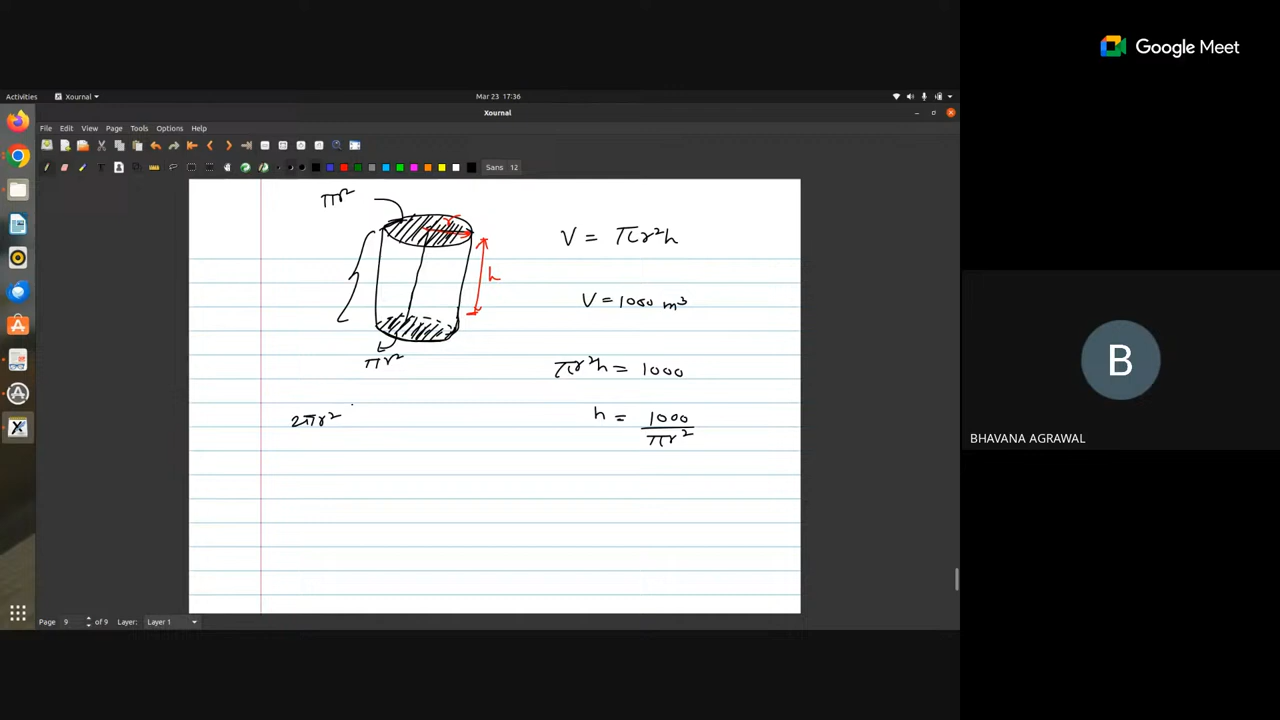 Google Meet
Activities
Xournal
Mar 23 17:36
Xournal
File Edit View Page Tools Options Help
Sans 12
πr²
r
h
πr²
V = πr²h
V = 1000 m³
πr²h = 1000
2πr²
h = 1000
πr²
B
BHAVANA AGRAWAL
Page 9 of 9 Layer: Layer 1